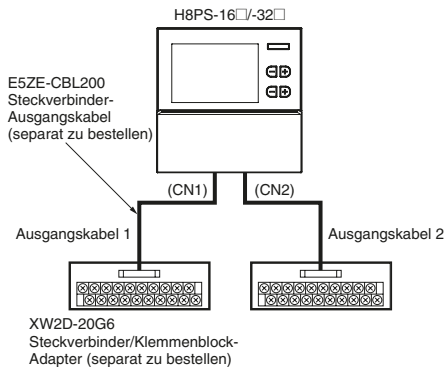 H8PS-16□/-32□
E5ZE-CBL200
Steckverbinder-
Ausgangskabel
(separat zu bestellen)
(CN1)
(CN2)
Ausgangskabel 1
Ausgangskabel 2
XW2D-20G6
Steckverbinder/Klemmenblock-
Adapter (separat zu bestellen)